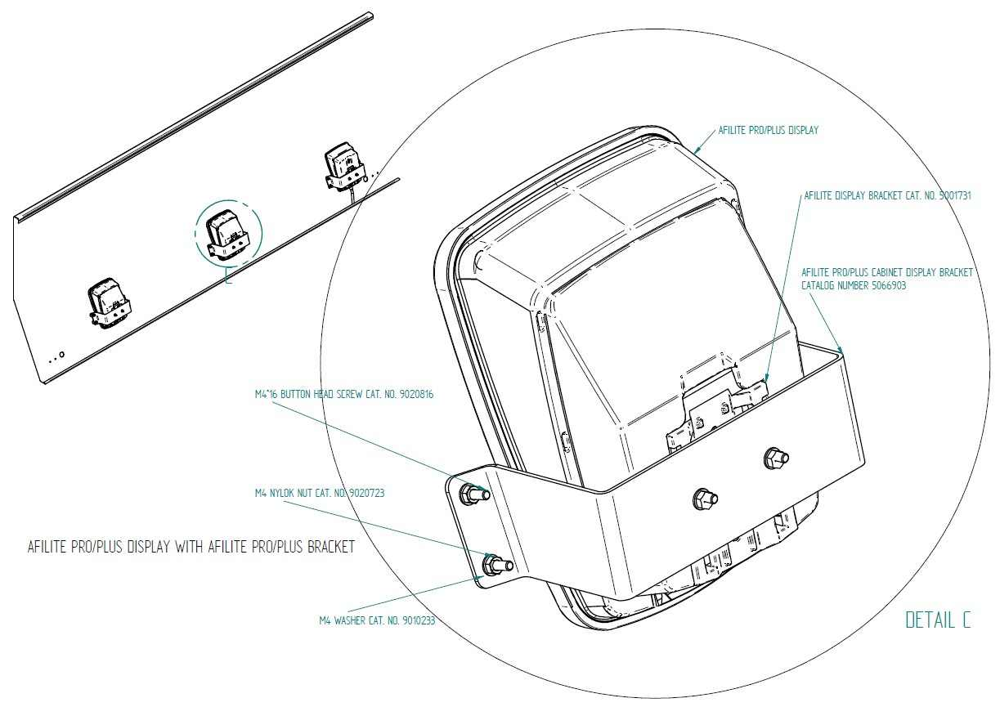 AFILITE PRO/PLUS DISPLAY
AFILITE DISPLAY BRACKET CAT. NO. 5001731
AFILITE PRO/PLUS CABINET DISPLAY BRACKET
CATALOG NUMBER 5066903
M4*16 BUTTON HEAD SCREW CAT. NO. 9020816
M4 NYLOK NUT CAT. NO. 9020723
AFILITE PRO/PLUS DISPLAY WITH AFILITE PRO/PLUS BRACKET
M4 WASHER CAT. NO. 9010233
DETAIL C